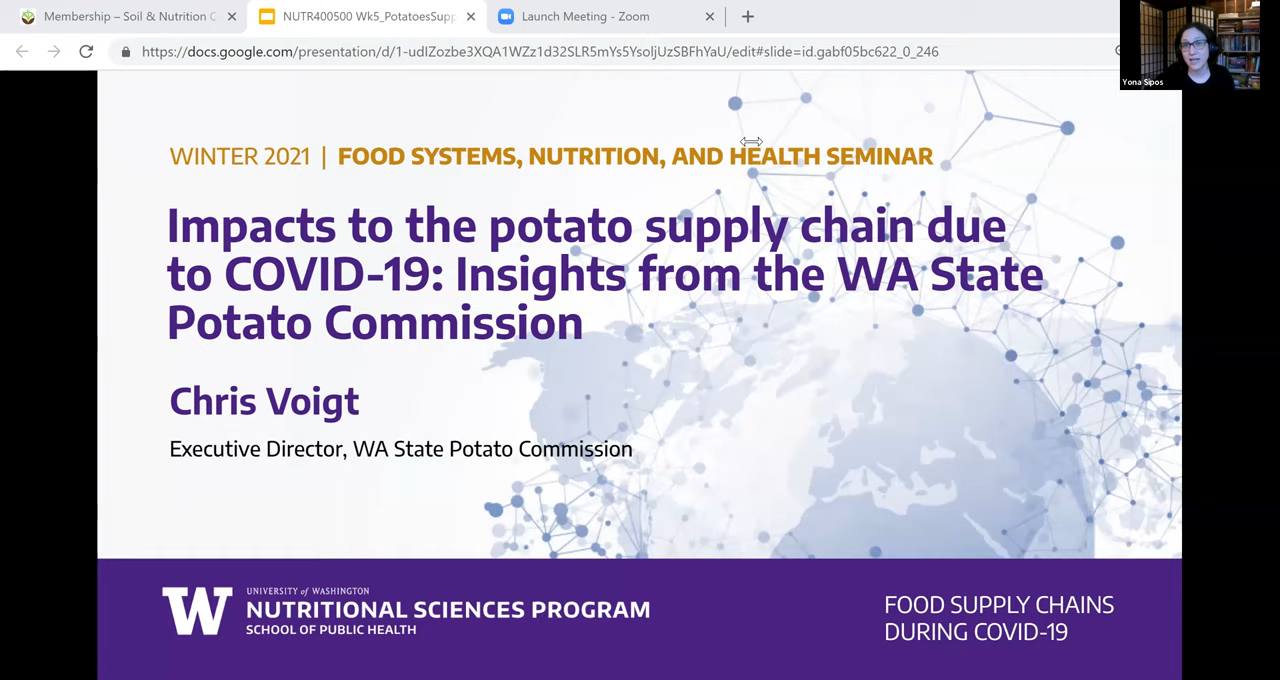 Membership – Soil & Nutrition C
NUTR400500 Wk5_PotatoesSupp
Launch Meeting - Zoom
https://docs.google.com/presentation/d/1-udIZozbe3XQA1WZz1d32SLR5mYs5YsoljUzSBFhYaU/edit#slide=id.gabf05bc622_0_246
Yona Sipos
WINTER 2021 | FOOD SYSTEMS, NUTRITION, AND HEALTH SEMINAR
Impacts to the potato supply chain due
to COVID-19: Insights from the WA State
Potato Commission
Chris Voigt
Executive Director, WA State Potato Commission
W
UNIVERSITY of WASHINGTON
NUTRITIONAL SCIENCES PROGRAM
SCHOOL OF PUBLIC HEALTH
FOOD SUPPLY CHAINS
DURING COVID-19